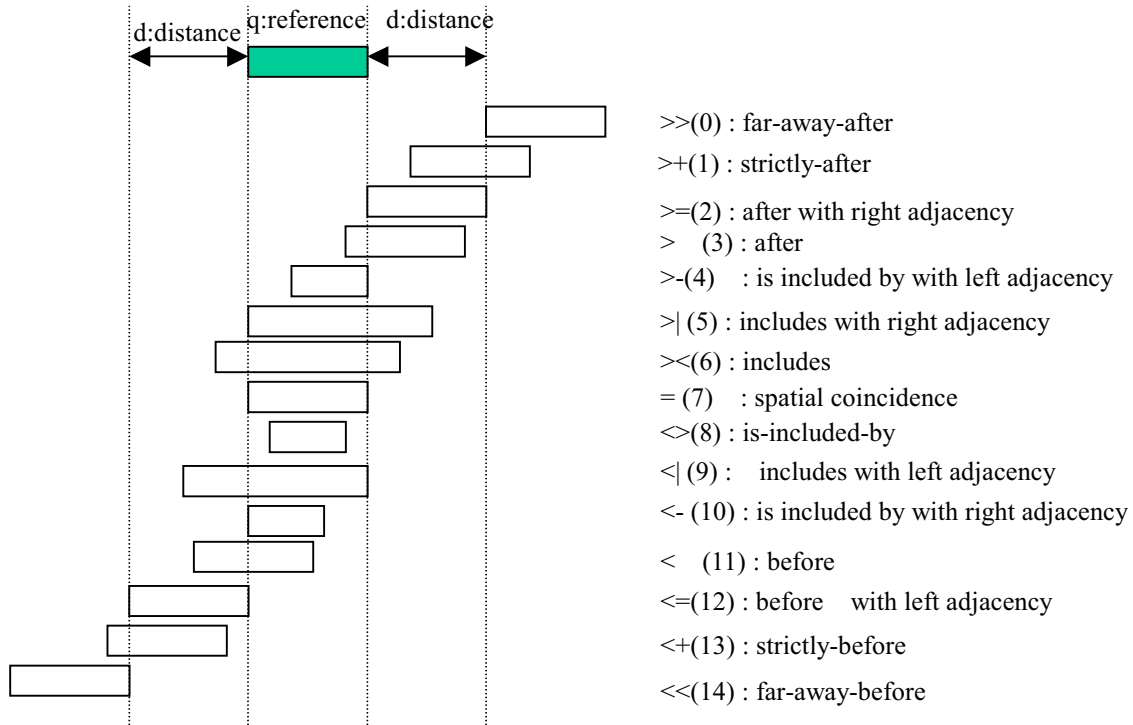 q:reference
d:distance d:distance
>>(0) : far-away-after
>+(1) : strictly-after
>=(2) : after with right adjacency
> (3) : after
>-(4) : is included by with left adjacency
>| (5) : includes with right adjacency
><(6) : includes
= (7) : spatial coincidence
<>(8) : is-included-by
<| (9) : includes with left adjacency
<- (10) : is included by with right adjacency
< (11) : before
<=(12) : before with left adjacency
<+(13) : strictly-before
<<(14) : far-away-before